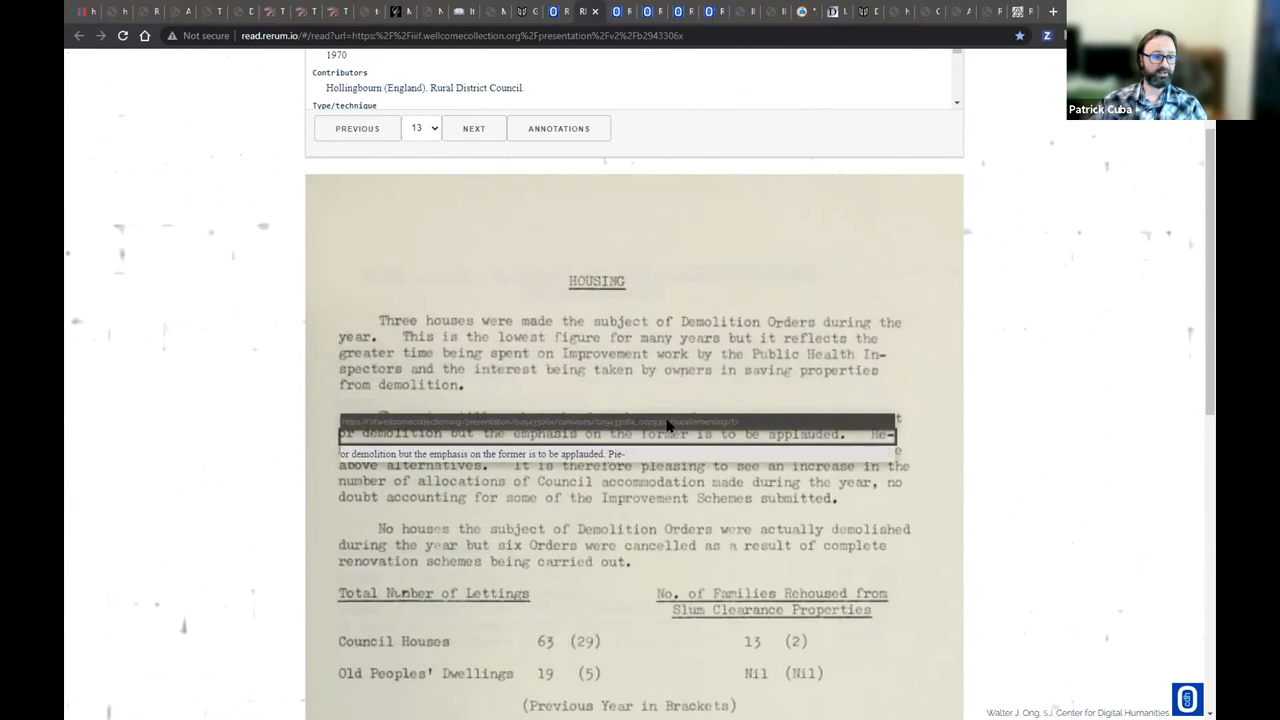 Not secure read.rerum.io/#/read?url=https:%2F%2Fiiif.wellcomecollection.org%2Fpresentation%2Fv2%2Fb2943306x
Patrick Cuba
1970
Contributors
Hollingbourn (England). Rural District Council.
Type/technique
PREVIOUS 13 NEXT ANNOTATIONS
HOUSING
Three houses were made the subject of Demolition Orders during the
year. This is the lowest figure for many years but it reflects the
greater time being spent on Improvement work by the Public Health In-
spectors and the interest being taken by owners in saving properties
from demolition.
or demolition but the emphasis on the former is to be applauded. Re-
or demolition but the emphasis on the former is to be applauded. Pie-
above alternatives. It is therefore pleasing to see an increase in the
number of allocations of Council accommodation made during the year, no
doubt accounting for some of the Improvement Schemes submitted.
No houses the subject of Demolition Orders were actually demolished
during the year but six Orders were cancelled as a result of complete
renovation schemes being carried out.
Total Number of Lettings No. of Families Rehoused from
Slum Clearance Properties
Council Houses 63 (29) 13 (2)
Old Peoples' Dwellings 19 (5) Nil (Nil)
(Previous Year in Brackets)
Walter J. Ong, S.J. Center for Digital Humanities